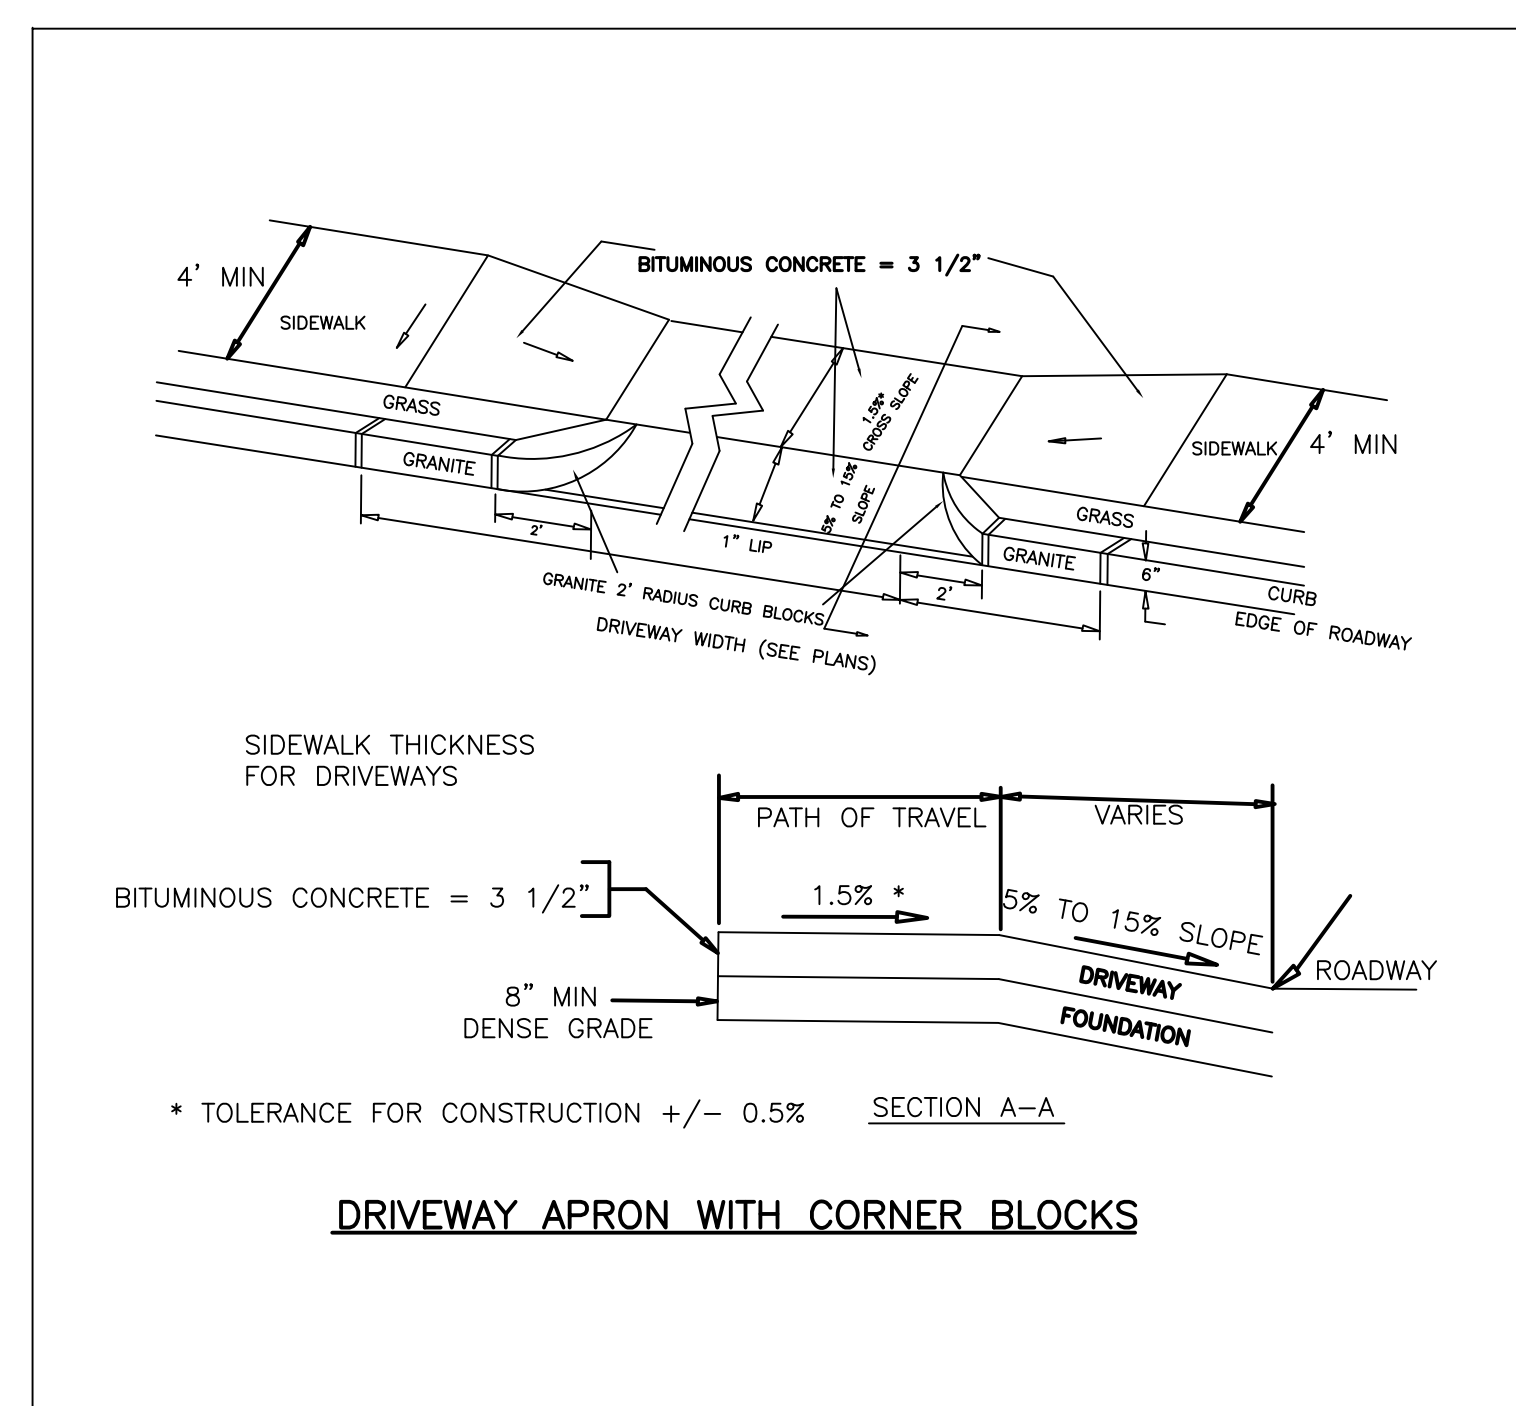 BITUMINOUS CONCRETE = 3 1/2"
4' MIN
SIDEWALK
1.5%*
CROSS SLOPE
GRASS
SIDEWALK
4' MIN
GRANITE
5% TO 15%
SLOPE
GRASS
2'
1" LIP
GRANITE
6"
GRANITE 2' RADIUS CURB BLOCKS
2'
CURB
EDGE OF ROADWAY
DRIVEWAY WIDTH (SEE PLANS)
SIDEWALK THICKNESS
FOR DRIVEWAYS
PATH OF TRAVEL
VARIES
BITUMINOUS CONCRETE = 3 1/2"
1.5% *
5% TO 15% SLOPE
ROADWAY
DRIVEWAY
8" MIN
DENSE GRADE
FOUNDATION
* TOLERANCE FOR CONSTRUCTION +/- 0.5%
SECTION A-A
DRIVEWAY APRON WITH CORNER BLOCKS